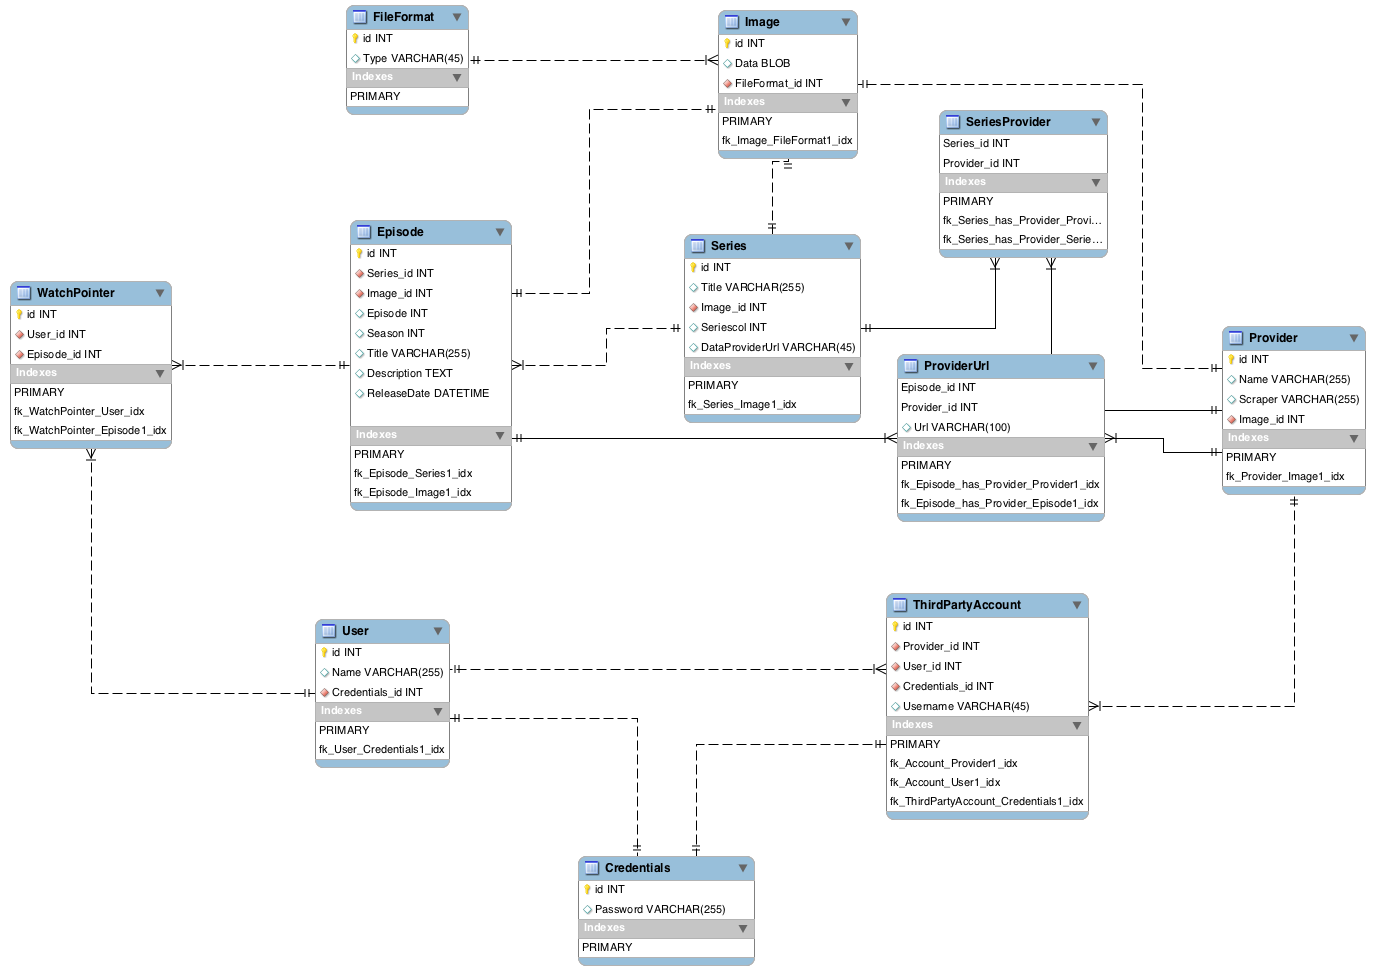 FileFormat
id INT
Type VARCHAR(45)
Indexes
PRIMARY
Image
id INT
Data BLOB
FileFormat_id INT
Indexes
PRIMARY
fk_Image_FileFormat1_idx
SeriesProvider
Series_id INT
Provider_id INT
Indexes
PRIMARY
fk_Series_has_Provider_Provi...
fk_Series_has_Provider_Serie...
Episode
id INT
Series_id INT
Image_id INT
Episode INT
Season INT
Title VARCHAR(255)
Description TEXT
ReleaseDate DATETIME
Indexes
PRIMARY
fk_Episode_Series1_idx
fk_Episode_Image1_idx
Series
id INT
Title VARCHAR(255)
Image_id INT
Seriescol INT
DataProviderUrl VARCHAR(45)
Indexes
PRIMARY
fk_Series_Image1_idx
WatchPointer
id INT
User_id INT
Episode_id INT
Indexes
PRIMARY
fk_WatchPointer_User_idx
fk_WatchPointer_Episode1_idx
ProviderUrl
Episode_id INT
Provider_id INT
Url VARCHAR(100)
Indexes
PRIMARY
fk_Episode_has_Provider_Provider1_idx
fk_Episode_has_Provider_Episode1_idx
Provider
id INT
Name VARCHAR(255)
Scraper VARCHAR(255)
Image_id INT
Indexes
PRIMARY
fk_Provider_Image1_idx
User
id INT
Name VARCHAR(255)
Credentials_id INT
Indexes
PRIMARY
fk_User_Credentials1_idx
ThirdPartyAccount
id INT
Provider_id INT
User_id INT
Credentials_id INT
Username VARCHAR(45)
Indexes
PRIMARY
fk_Account_Provider1_idx
fk_Account_User1_idx
fk_ThirdPartyAccount_Credentials1_idx
Credentials
id INT
Password VARCHAR(255)
Indexes
PRIMARY